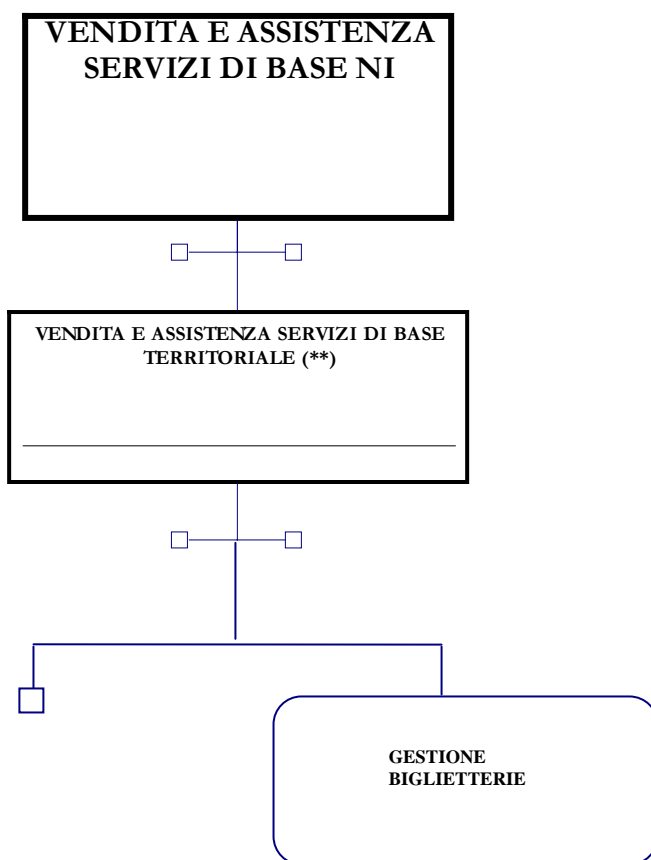 VENDITA E ASSISTENZA
SERVIZI DI BASE NI
VENDITA E ASSISTENZA SERVIZI DI BASE
TERRITORIALE (**)
GESTIONE
BIGLIETTERIE